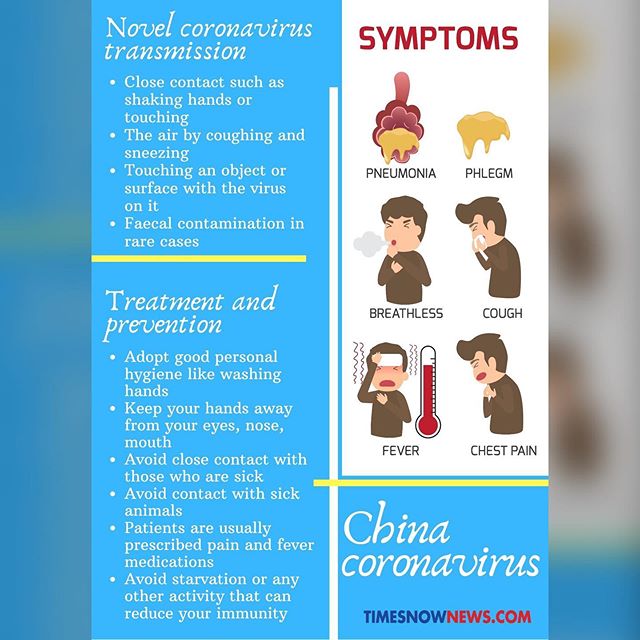 Novel coronavirus
transmission
• Close contact such as
shaking hands or
touching
• The air by coughing and
sneezing
• Touching an object or
surface with the virus
on it
• Faecal contamination in
rare cases
Treatment and
prevention
• Adopt good personal
hygiene like washing
hands
• Keep your hands away
from your eyes, nose,
mouth
• Avoid close contact with
those who are sick
• Avoid contact with sick
animals
• Patients are usually
prescribed pain and fever
medications
• Avoid starvation or any
other activity that can
reduce your immunity
SYMPTOMS
PNEUMONIA PHLEGM
BREATHLESS COUGH
FEVER CHEST PAIN
China
coronavirus
TIMESNOWNEWS.COM